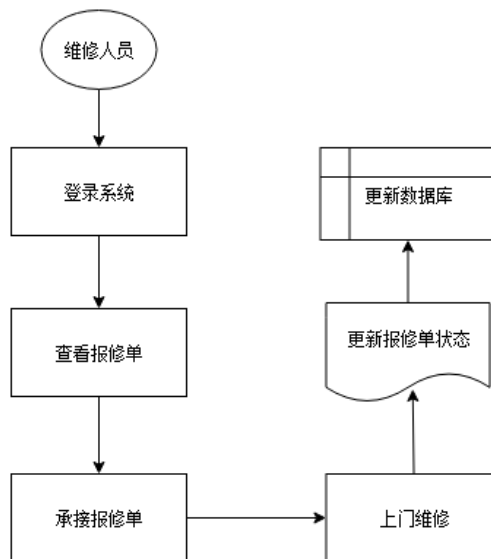 维修人员
登录系统
查看报修单
承接报修单
上门维修
更新报修单状态
更新数据库